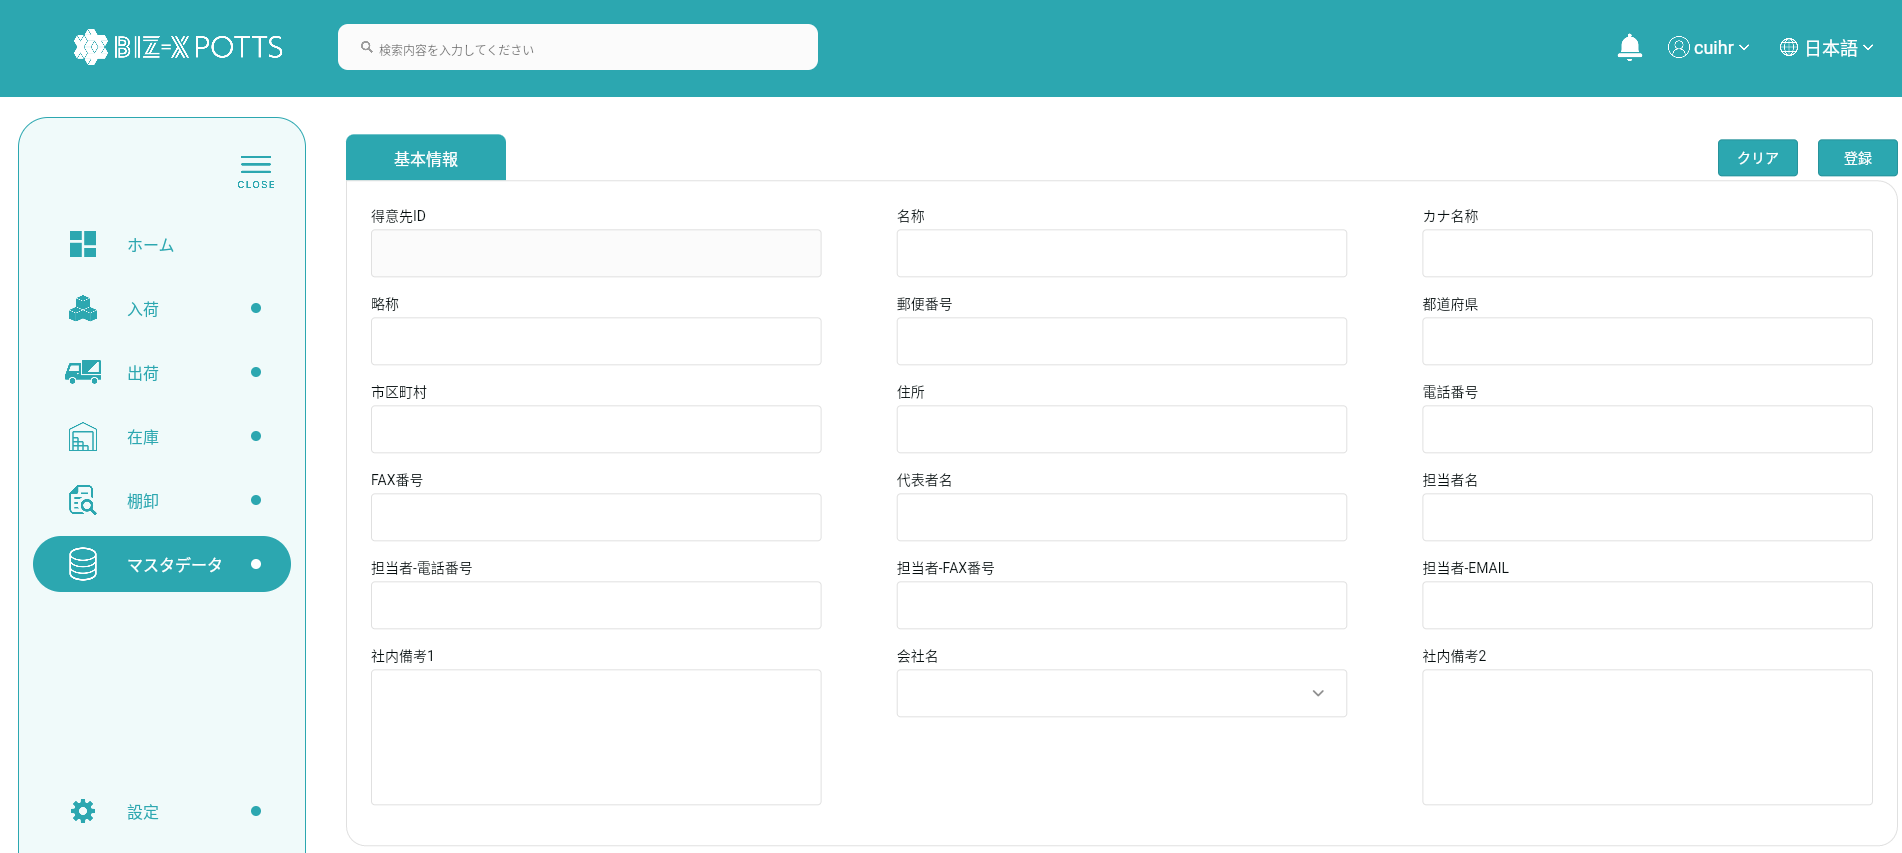 BIZ=X POTTS
検索内容を入力してください
cuihr
日本語
CLOSE
ホーム
入荷
出荷
在庫
棚卸
マスタデータ
設定
基本情報
クリア
登録
得意先ID
名称
カナ名称
略称
郵便番号
都道府県
市区町村
住所
電話番号
FAX番号
代表者名
担当者名
担当者-電話番号
担当者-FAX番号
担当者-EMAIL
社内備考1
会社名
社内備考2